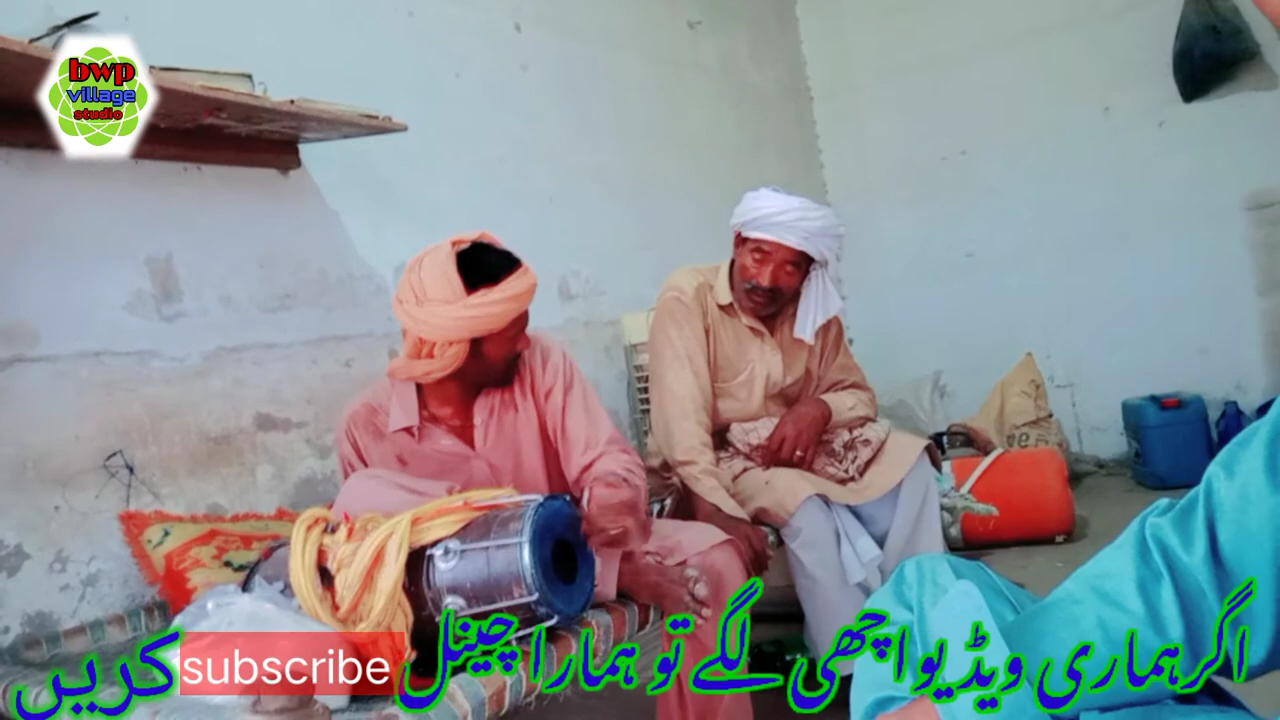 bwp
village
studio
اگر ہماری ویڈیو اچھی لگے تو ہمارا چینل subscribe کریں